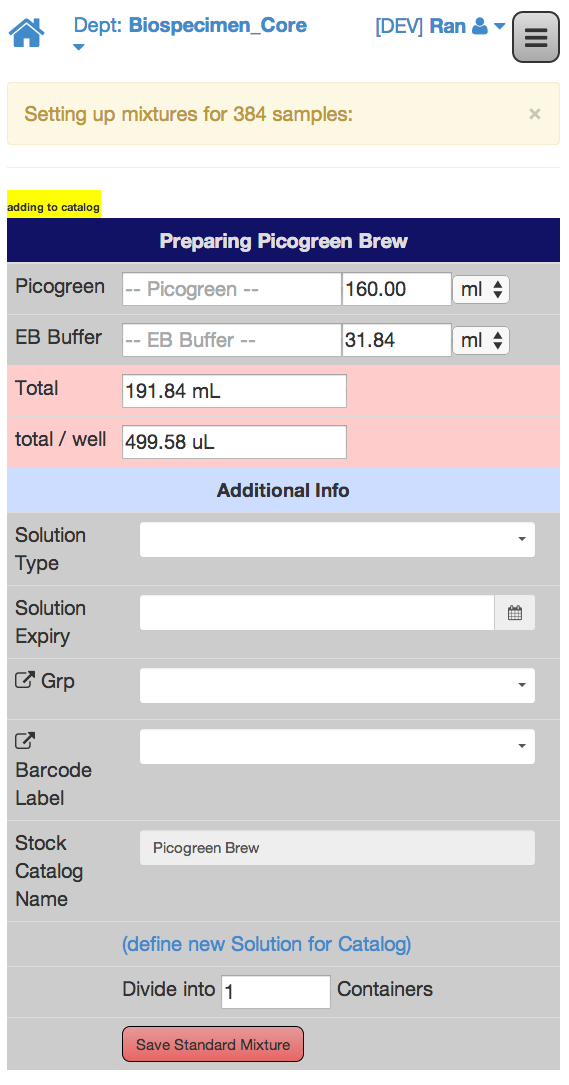 Dept: Biospecimen_Core
[DEV] Ran
Setting up mixtures for 384 samples:
×
adding to catalog
Preparing Picogreen Brew
Picogreen -- Picogreen -- 160.00 ml
EB Buffer -- EB Buffer -- 31.84 ml
Total 191.84 mL
total / well 499.58 uL
Additional Info
Solution
Type
Solution
Expiry
Grp
Barcode
Label
Stock
Catalog
Name
Picogreen Brew
(define new Solution for Catalog)
Divide into 1 Containers
Save Standard Mixture